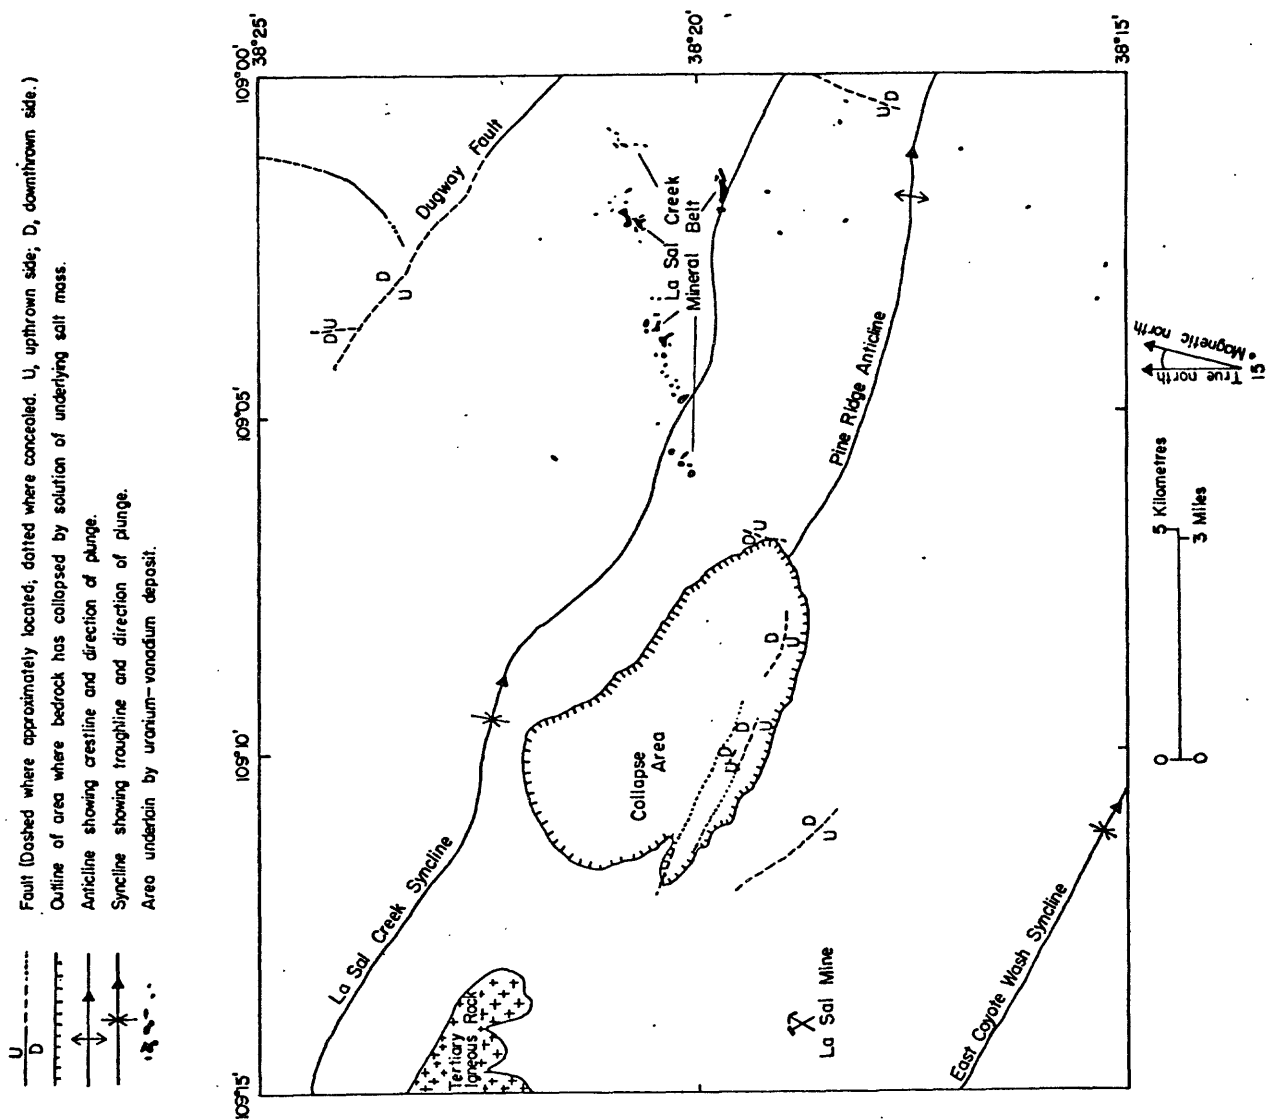 Fault (Dashed where approximately located; dotted where concealed. U, upthrown side; D, downthrown side.)
Outline of area where bedrock has collapsed by solution of underlying salt mass.
Anticline showing crestline and direction of plunge.
Syncline showing troughline and direction of plunge.
Area underlain by uranium-vanadium deposit.
U
D
109°15'
109°10'
109°05'
109°00'
38°25'
38°20'
38°15'
La Sal Creek Syncline
Tertiary
Igneous Rock
Dugway Fault
D U
U D
La Sal Creek
Mineral Belt
Collapse
Area
D U
D
U
U D
D
U
U D
U D
Pine Ridge Anticline
La Sal Mine
East Coyote Wash Syncline
0 5 Kilometres
0 3 Miles
True north
Magnetic north
15°